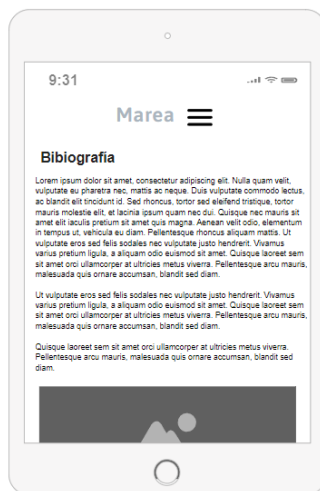 9:31
Marea
Bibiografía
Lorem ipsum dolor sit amet, consectetur adipiscing elit. Nulla quam velit,
vulputate eu pharetra nec, mattis ac neque. Duis vulputate commodo lectus,
ac blandit elit tincidunt id. Sed rhoncus, tortor sed eleifend tristique, tortor
mauris molestie elit, et lacinia ipsum quam nec dui. Quisque nec mauris sit
amet elit iaculis pretium sit amet quis magna. Aenean velit odio, elementum
in tempus ut, vehicula eu diam. Pellentesque rhoncus aliquam mattis. Ut
vulputate eros sed felis sodales nec vulputate justo hendrerit. Vivamus
varius pretium ligula, a aliquam odio euismod sit amet. Quisque laoreet sem
sit amet orci ullamcorper at ultricies metus viverra. Pellentesque arcu mauris,
malesuada quis ornare accumsan, blandit sed diam.
Ut vulputate eros sed felis sodales nec vulputate justo hendrerit. Vivamus
varius pretium ligula, a aliquam odio euismod sit amet. Quisque laoreet sem
sit amet orci ullamcorper at ultricies metus viverra. Pellentesque arcu mauris,
malesuada quis ornare accumsan, blandit sed diam.
Quisque laoreet sem sit amet orci ullamcorper at ultricies metus viverra.
Pellentesque arcu mauris, malesuada quis ornare accumsan, blandit sed
diam.